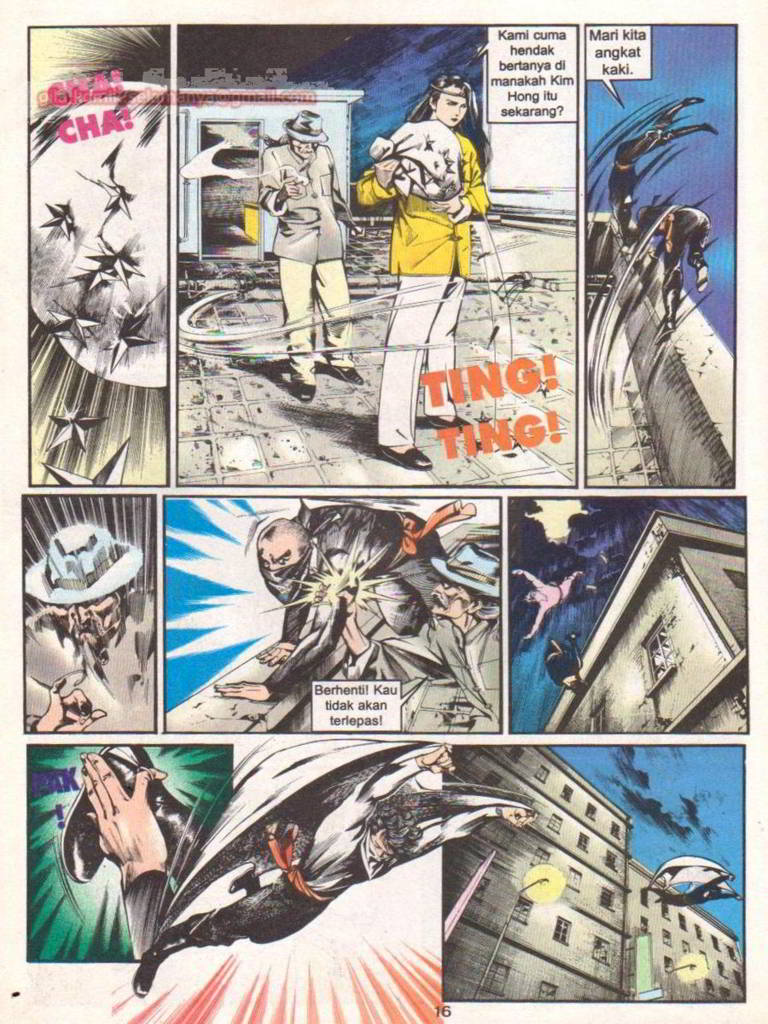 CHA!
CHA!
Kami cuma
hendak
bertanya di
manakah Kim
Hong itu
sekarang?
Mari kita
angkat
kaki.
TING!
TING!
Berhenti! Kau
tidak akan
terlepas!
PAK
!
16